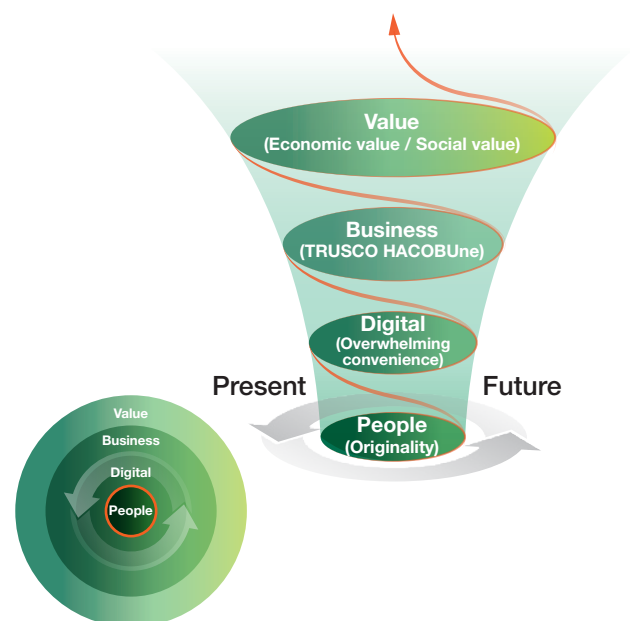 Value
(Economic value / Social value)
Business
(TRUSCO HACOBUne)
Digital
(Overwhelming
convenience)
Present
Future
People
(Originality)
Value
Business
Digital
People